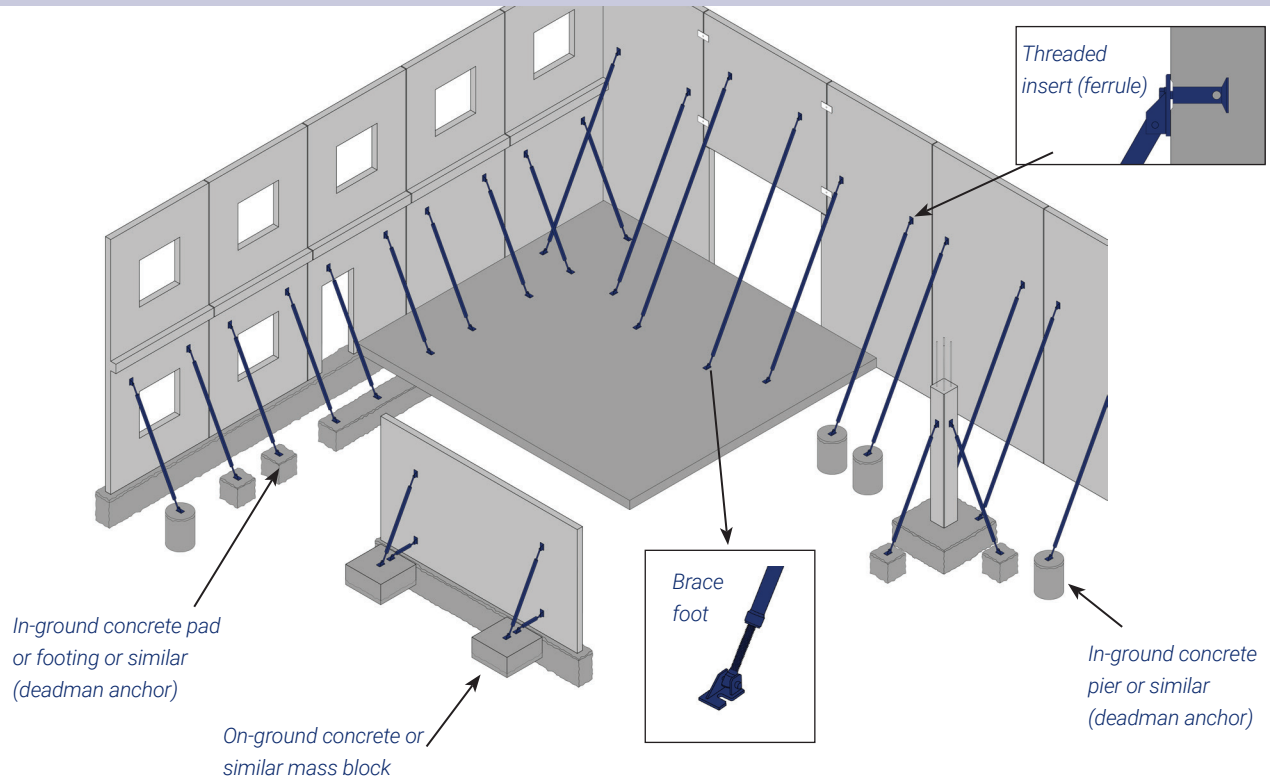 Threaded
insert (ferrule)
Brace
foot
In-ground concrete pad
or footing or similar
(deadman anchor)
On-ground concrete or
similar mass block
In-ground concrete
pier or similar
(deadman anchor)